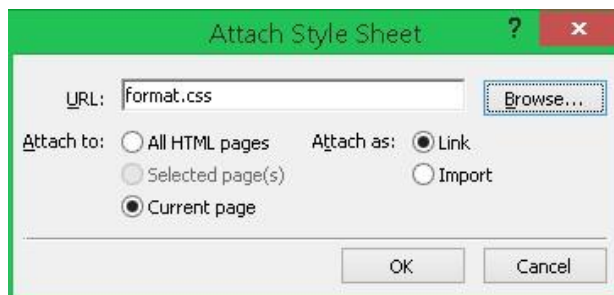 Attach Style Sheet ? x
URL: format.css Browse...
Attach to: All HTML pages Attach as: Link
Selected page(s) Import
Current page
OK Cancel